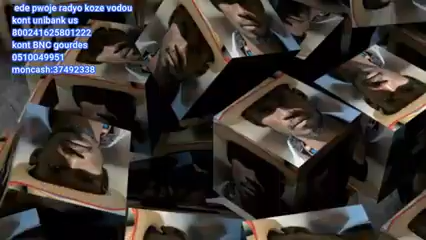 ede pwoje radyo koze vodou
kont unibank us
800241625801222
kont BNC gourdes
0510049951
moncash:37492338